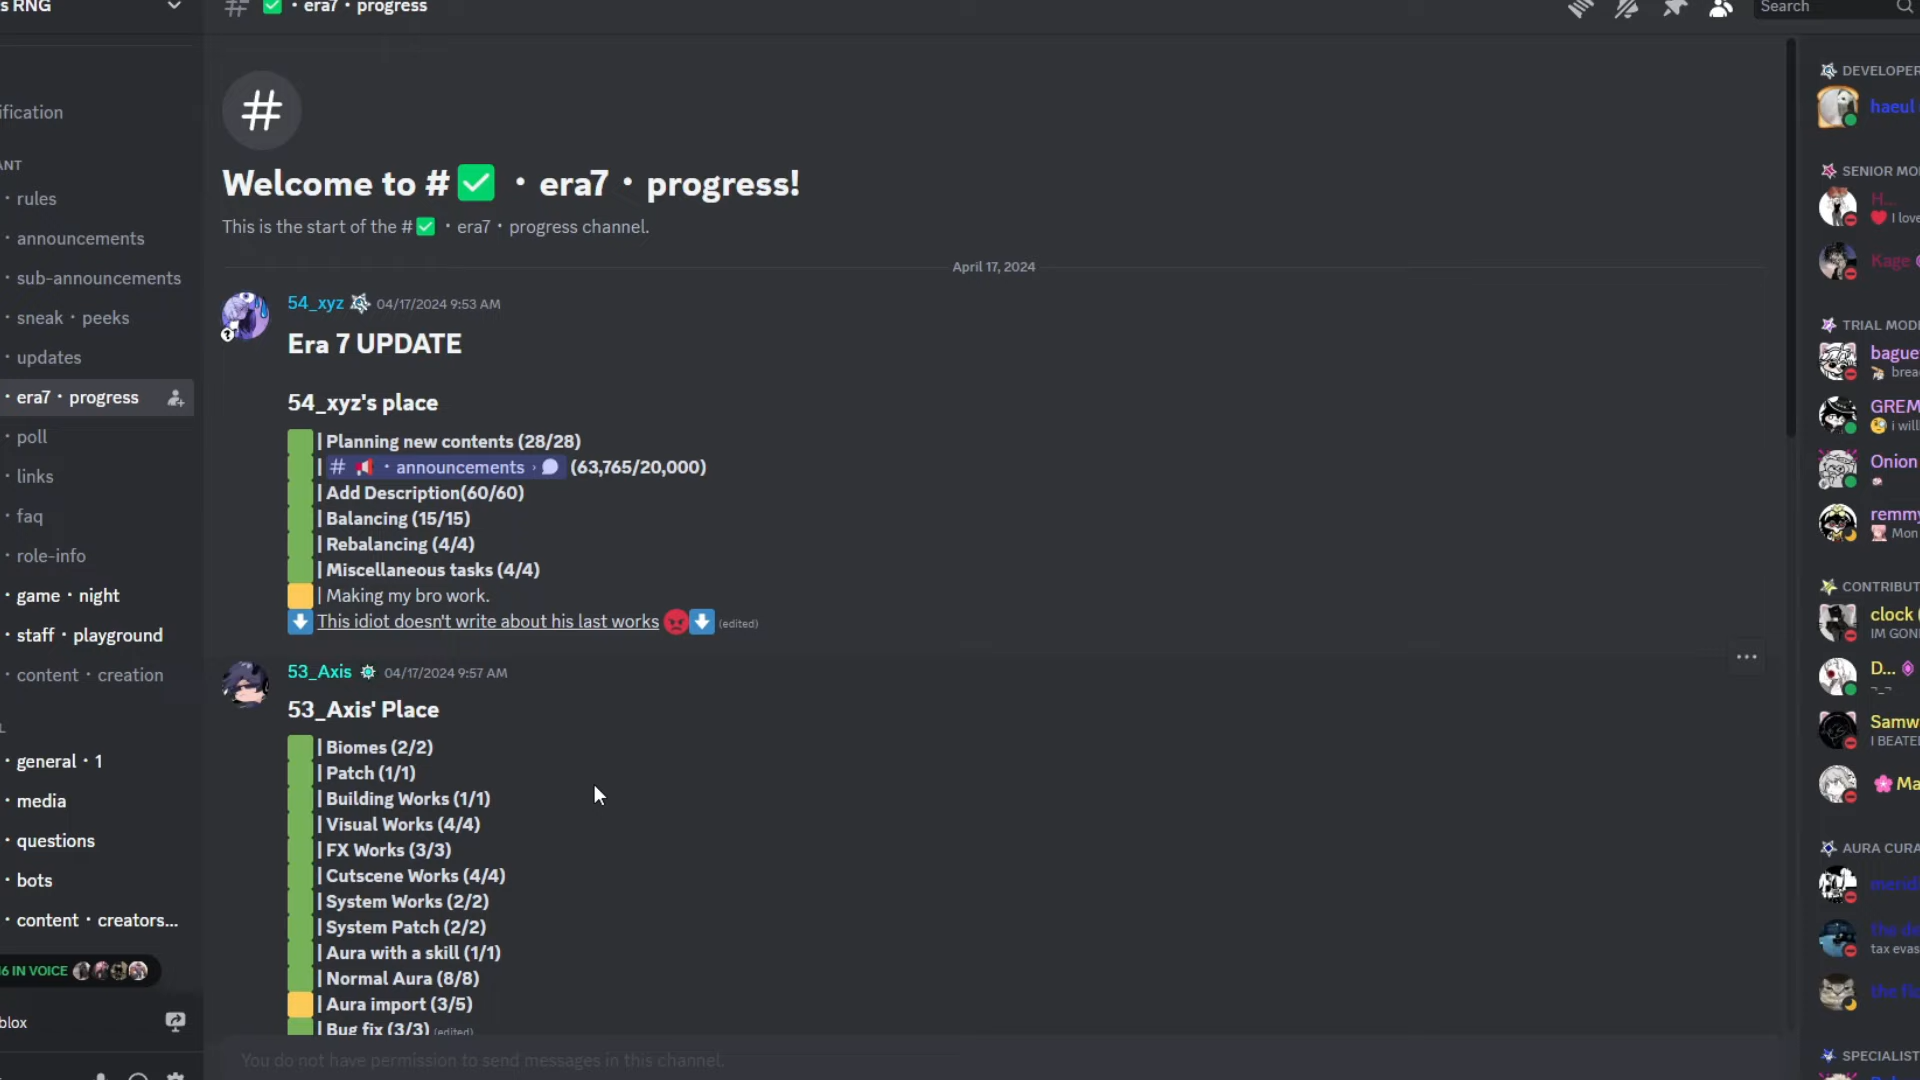 s RNG
ification
ANT
· rules
· announcements
· sub-announcements
· sneak · peeks
· updates
· era7 · progress
· poll
· links
· faq
· role-info
· game · night
· staff · playground
· content · creation
L
· general · 1
· media
· questions
· bots
· content · creators...
6 IN VOICE
blox
# ✅ · era7 · progress
Search
#
Welcome to #✅ · era7 · progress!
This is the start of the #✅ · era7 · progress channel.
April 17, 2024
54_xyz 04/17/2024 9:53 AM
Era 7 UPDATE
54_xyz's place
| Planning new contents (28/28)
| # 📢 · announcements › 💬 (63,765/20,000)
| Add Description(60/60)
| Balancing (15/15)
| Rebalancing (4/4)
| Miscellaneous tasks (4/4)
| Making my bro work.
⬇️ This idiot doesn't write about his last works 😡⬇️ (edited)
53_Axis 04/17/2024 9:57 AM
53_Axis' Place
| Biomes (2/2)
| Patch (1/1)
| Building Works (1/1)
| Visual Works (4/4)
| FX Works (3/3)
| Cutscene Works (4/4)
| System Works (2/2)
| System Patch (2/2)
| Aura with a skill (1/1)
| Normal Aura (8/8)
| Aura import (3/5)
| Bug fix (3/3) (edited)
You do not have permission to send messages in this channel.
DEVELOPER
haeul
SENIOR MO
H...
❤️ I love
Kage
TRIAL MOD
bague
brea
GREM
i will
Onion
remmy
Mon
CONTRIBUT
clock (
IM GON
D...
¬_¬
Samw
I BEATE
🌸 Ma
AURA CURA
merid
the de
tax evas
the fic
SPECIALIST